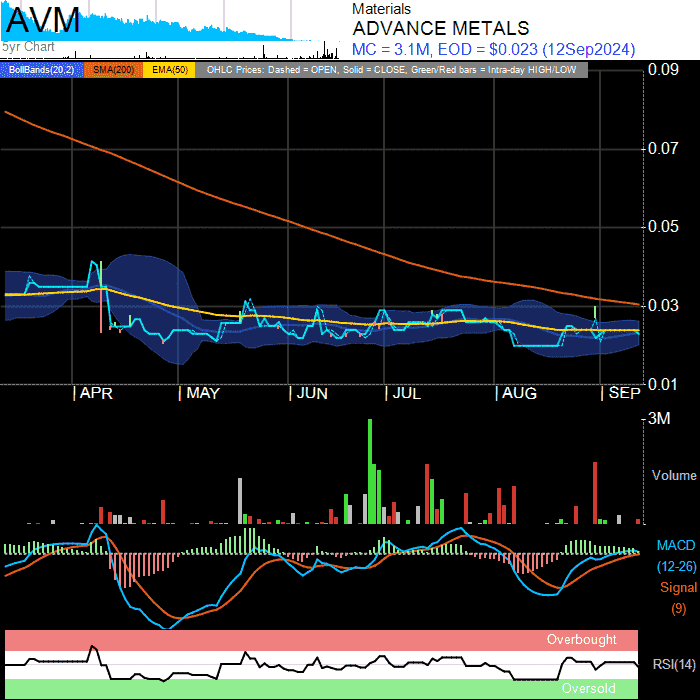 AVM
5yr Chart
Materials
ADVANCE METALS
MC = 3.1M, EOD = $0.023 (12Sep2024)
BollBands(20,2) SMA(200) EMA(50) OHLC Prices: Dashed = OPEN, Solid = CLOSE, Green/Red bars = Intra-day HIGH/LOW
0.09
0.07
0.05
0.03
0.01
APR MAY JUN JUL AUG SEP
3M
Volume
MACD
(12-26)
Signal
(9)
Overbought
RSI(14)
Oversold